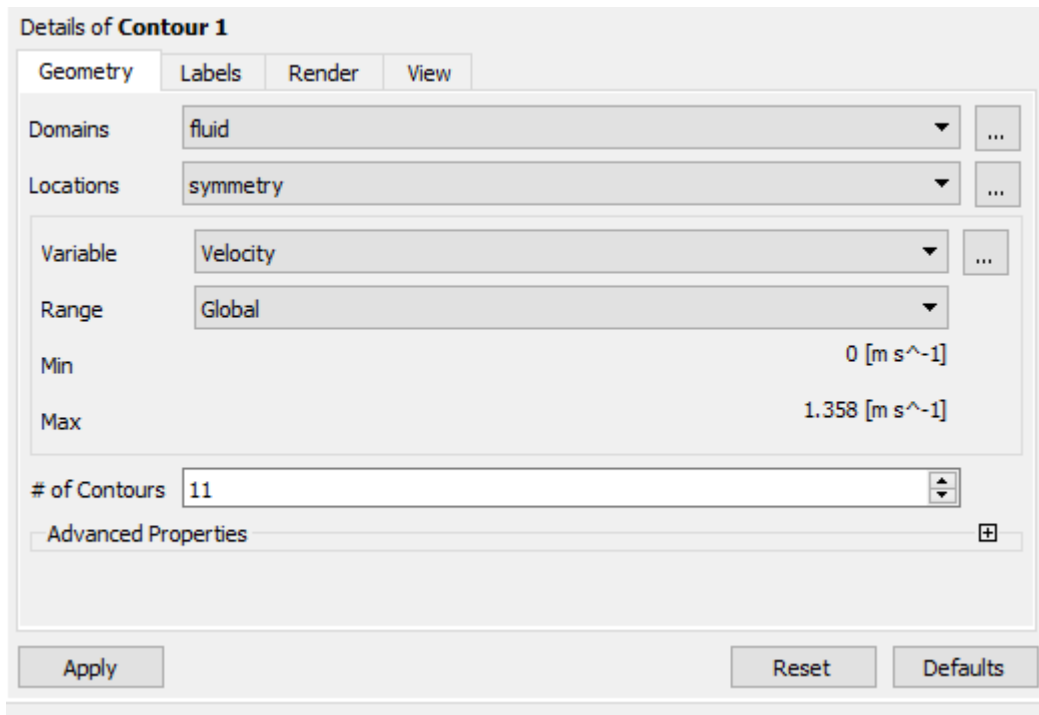 Details of Contour 1
Geometry Labels Render View
Domains fluid ...
Locations symmetry ...
Variable Velocity ...
Range Global
Min 0 [m s^-1]
Max 1.358 [m s^-1]
# of Contours 11
Advanced Properties
Apply Reset Defaults